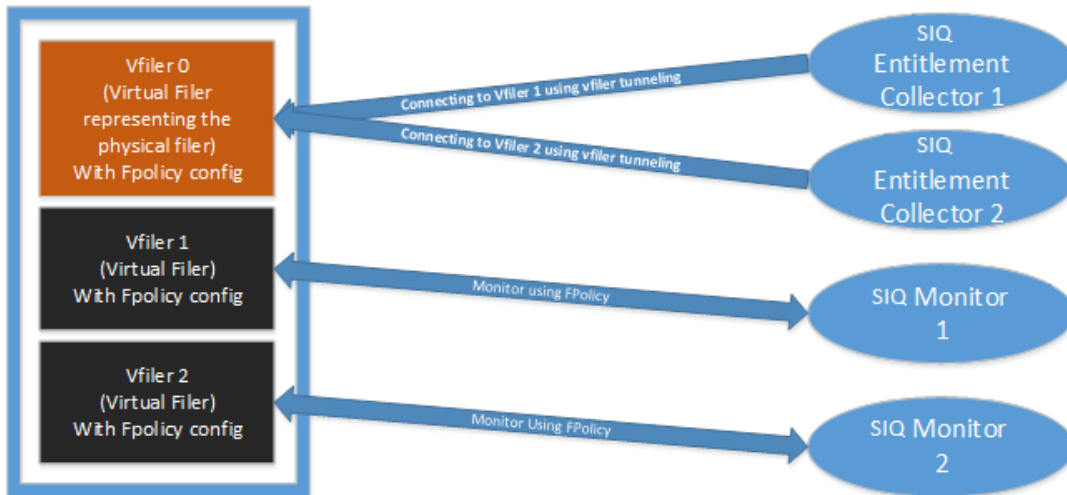 Vfiler 0
(Virtual Filer
representing the
physical filer)
With Fpolicy config
Vfiler 1
(Virtual Filer)
With Fpolicy config
Vfiler 2
(Virtual Filer)
With Fpolicy config
Connecting to Vfiler 1 using vfiler tunneling
Connecting to Vfiler 2 using vfiler tunneling
Monitor using FPolicy
Monitor Using FPolicy
SIQ
Entitlement
Collector 1
SIQ
Entitlement
Collector 2
SIQ Monitor
1
SIQ Monitor
2